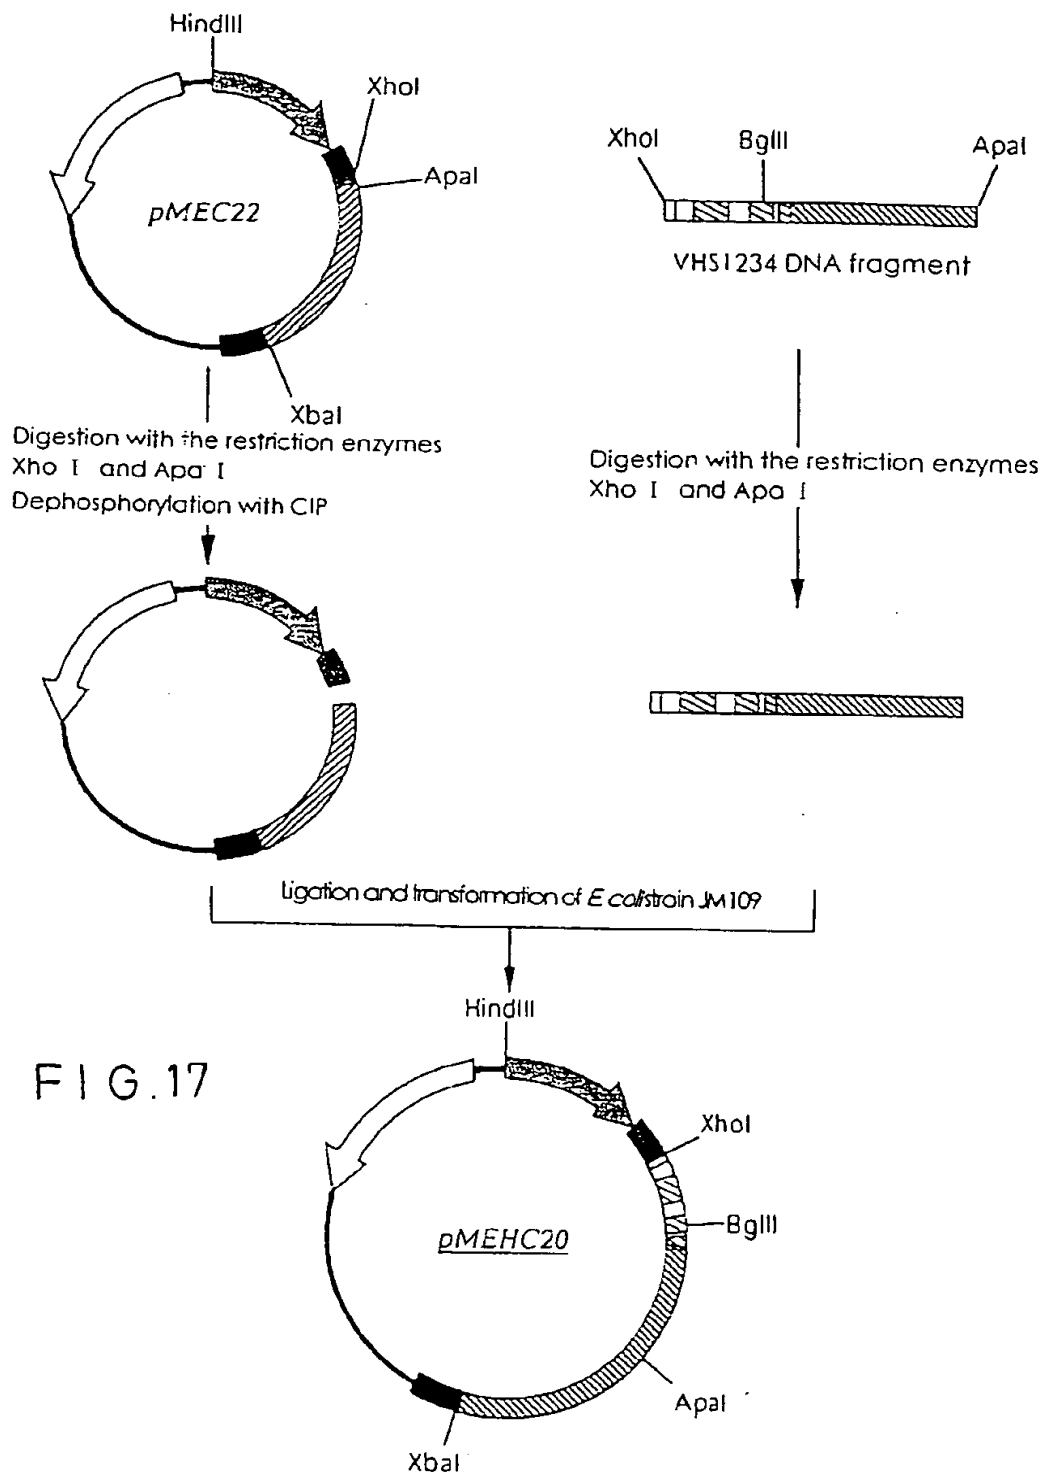 HindIII
XhoI
ApaI
pMEC22
XbaI
XhoI
BglII
ApaI
VHS1234 DNA fragment
Digestion with the restriction enzymes
Xho I and Apa I
Dephosphorylation with CIP
Digestion with the restriction enzymes
Xho I and Apa I
Ligation and transformation of E coli strain JM109
HindIII
FIG.17
XhoI
BglII
pMEHC20
ApaI
XbaI